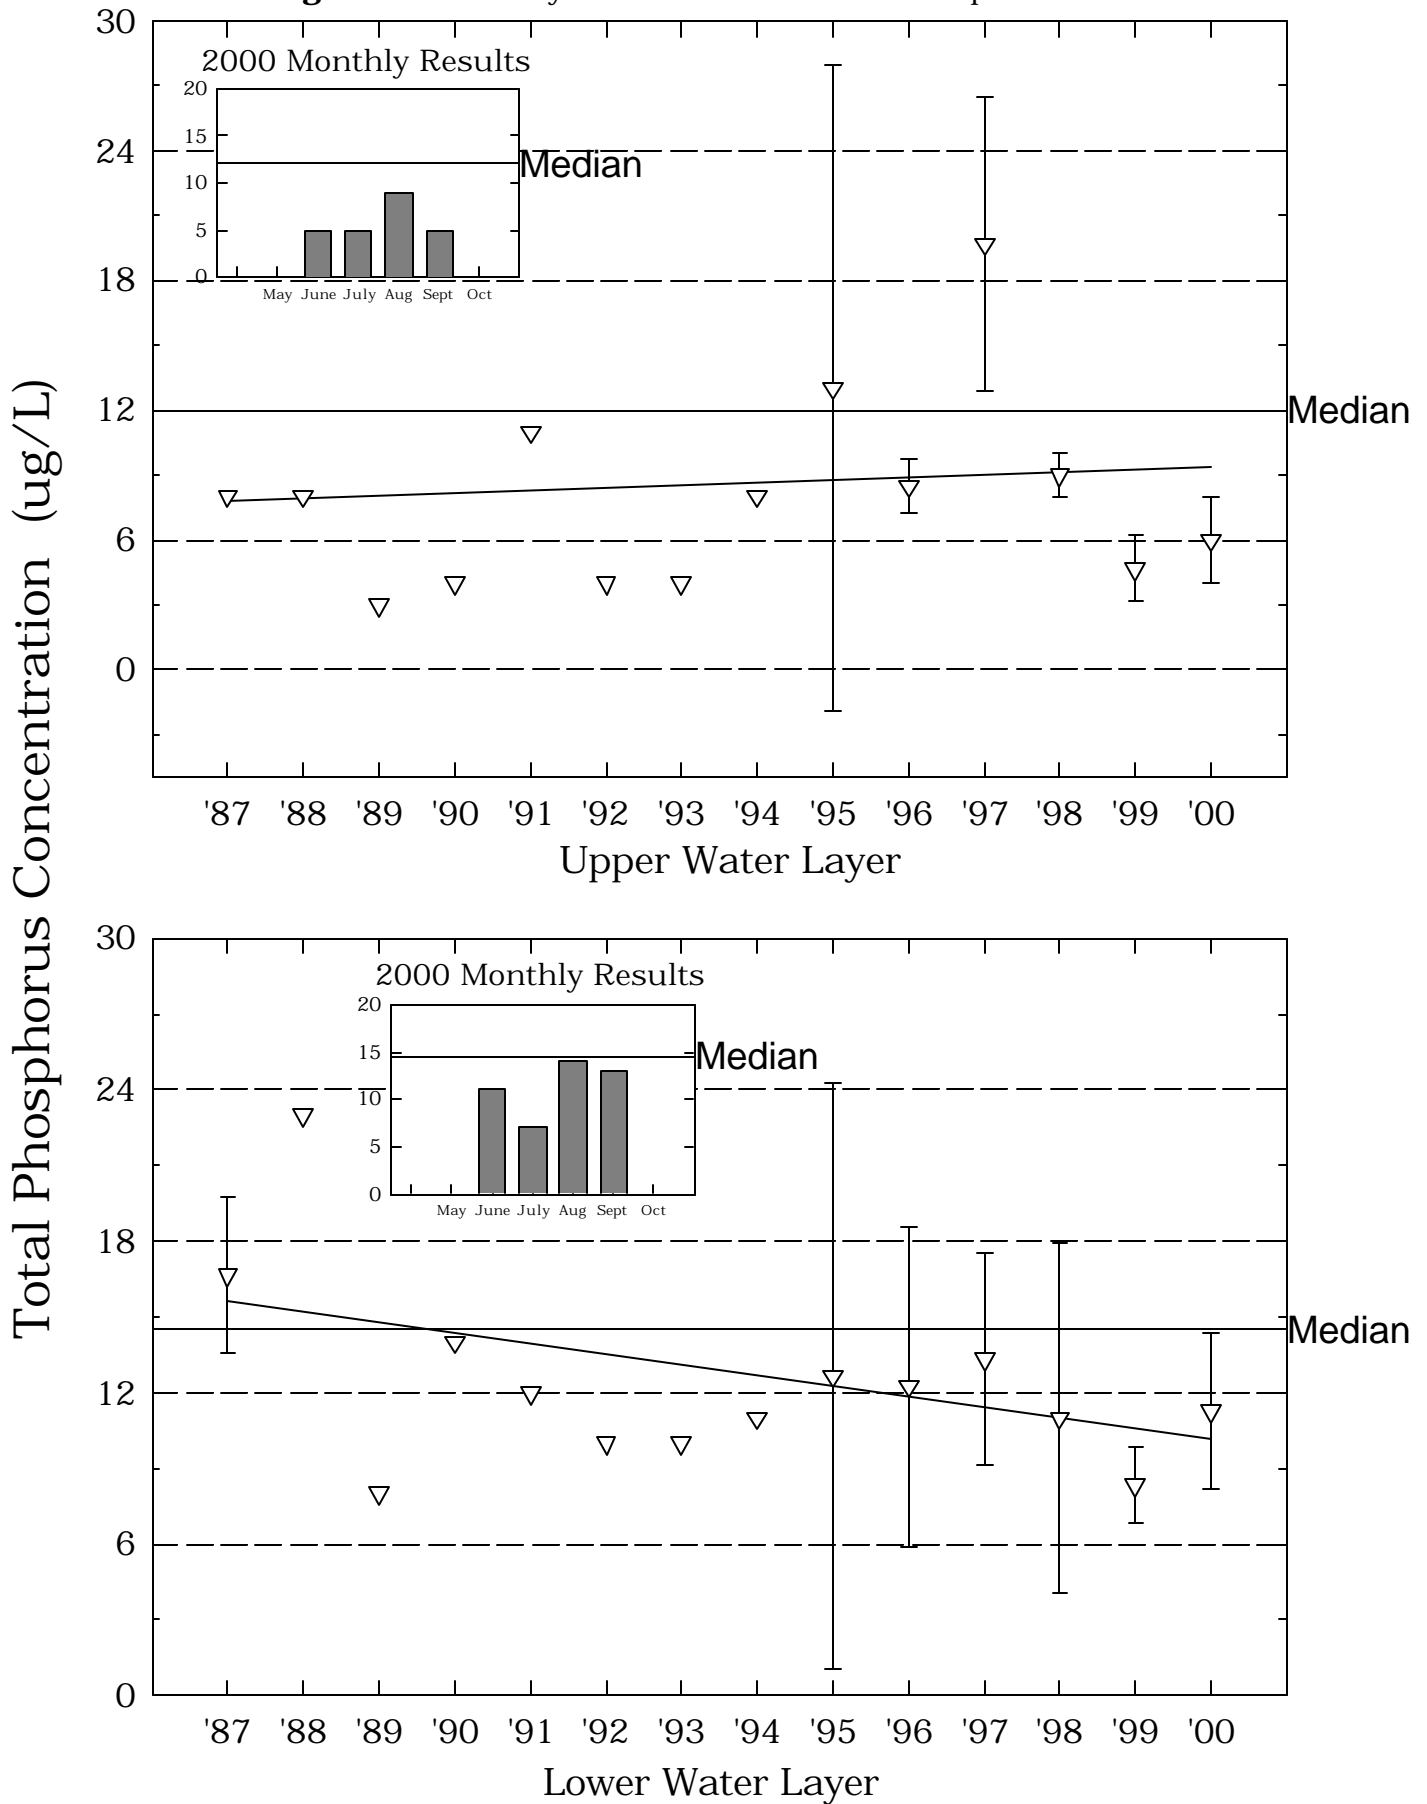 30
2000 Monthly Results
20
15
10
5
0
Median
May June July Aug Sept Oct
24
18
12
6
0
Median
'87 '88 '89 '90 '91 '92 '93 '94 '95 '96 '97 '98 '99 '00
Upper Water Layer
Total Phosphorus Concentration (ug/L)
30
2000 Monthly Results
20
15
10
5
0
Median
May June July Aug Sept Oct
24
18
12
6
0
Median
'87 '88 '89 '90 '91 '92 '93 '94 '95 '96 '97 '98 '99 '00
Lower Water Layer